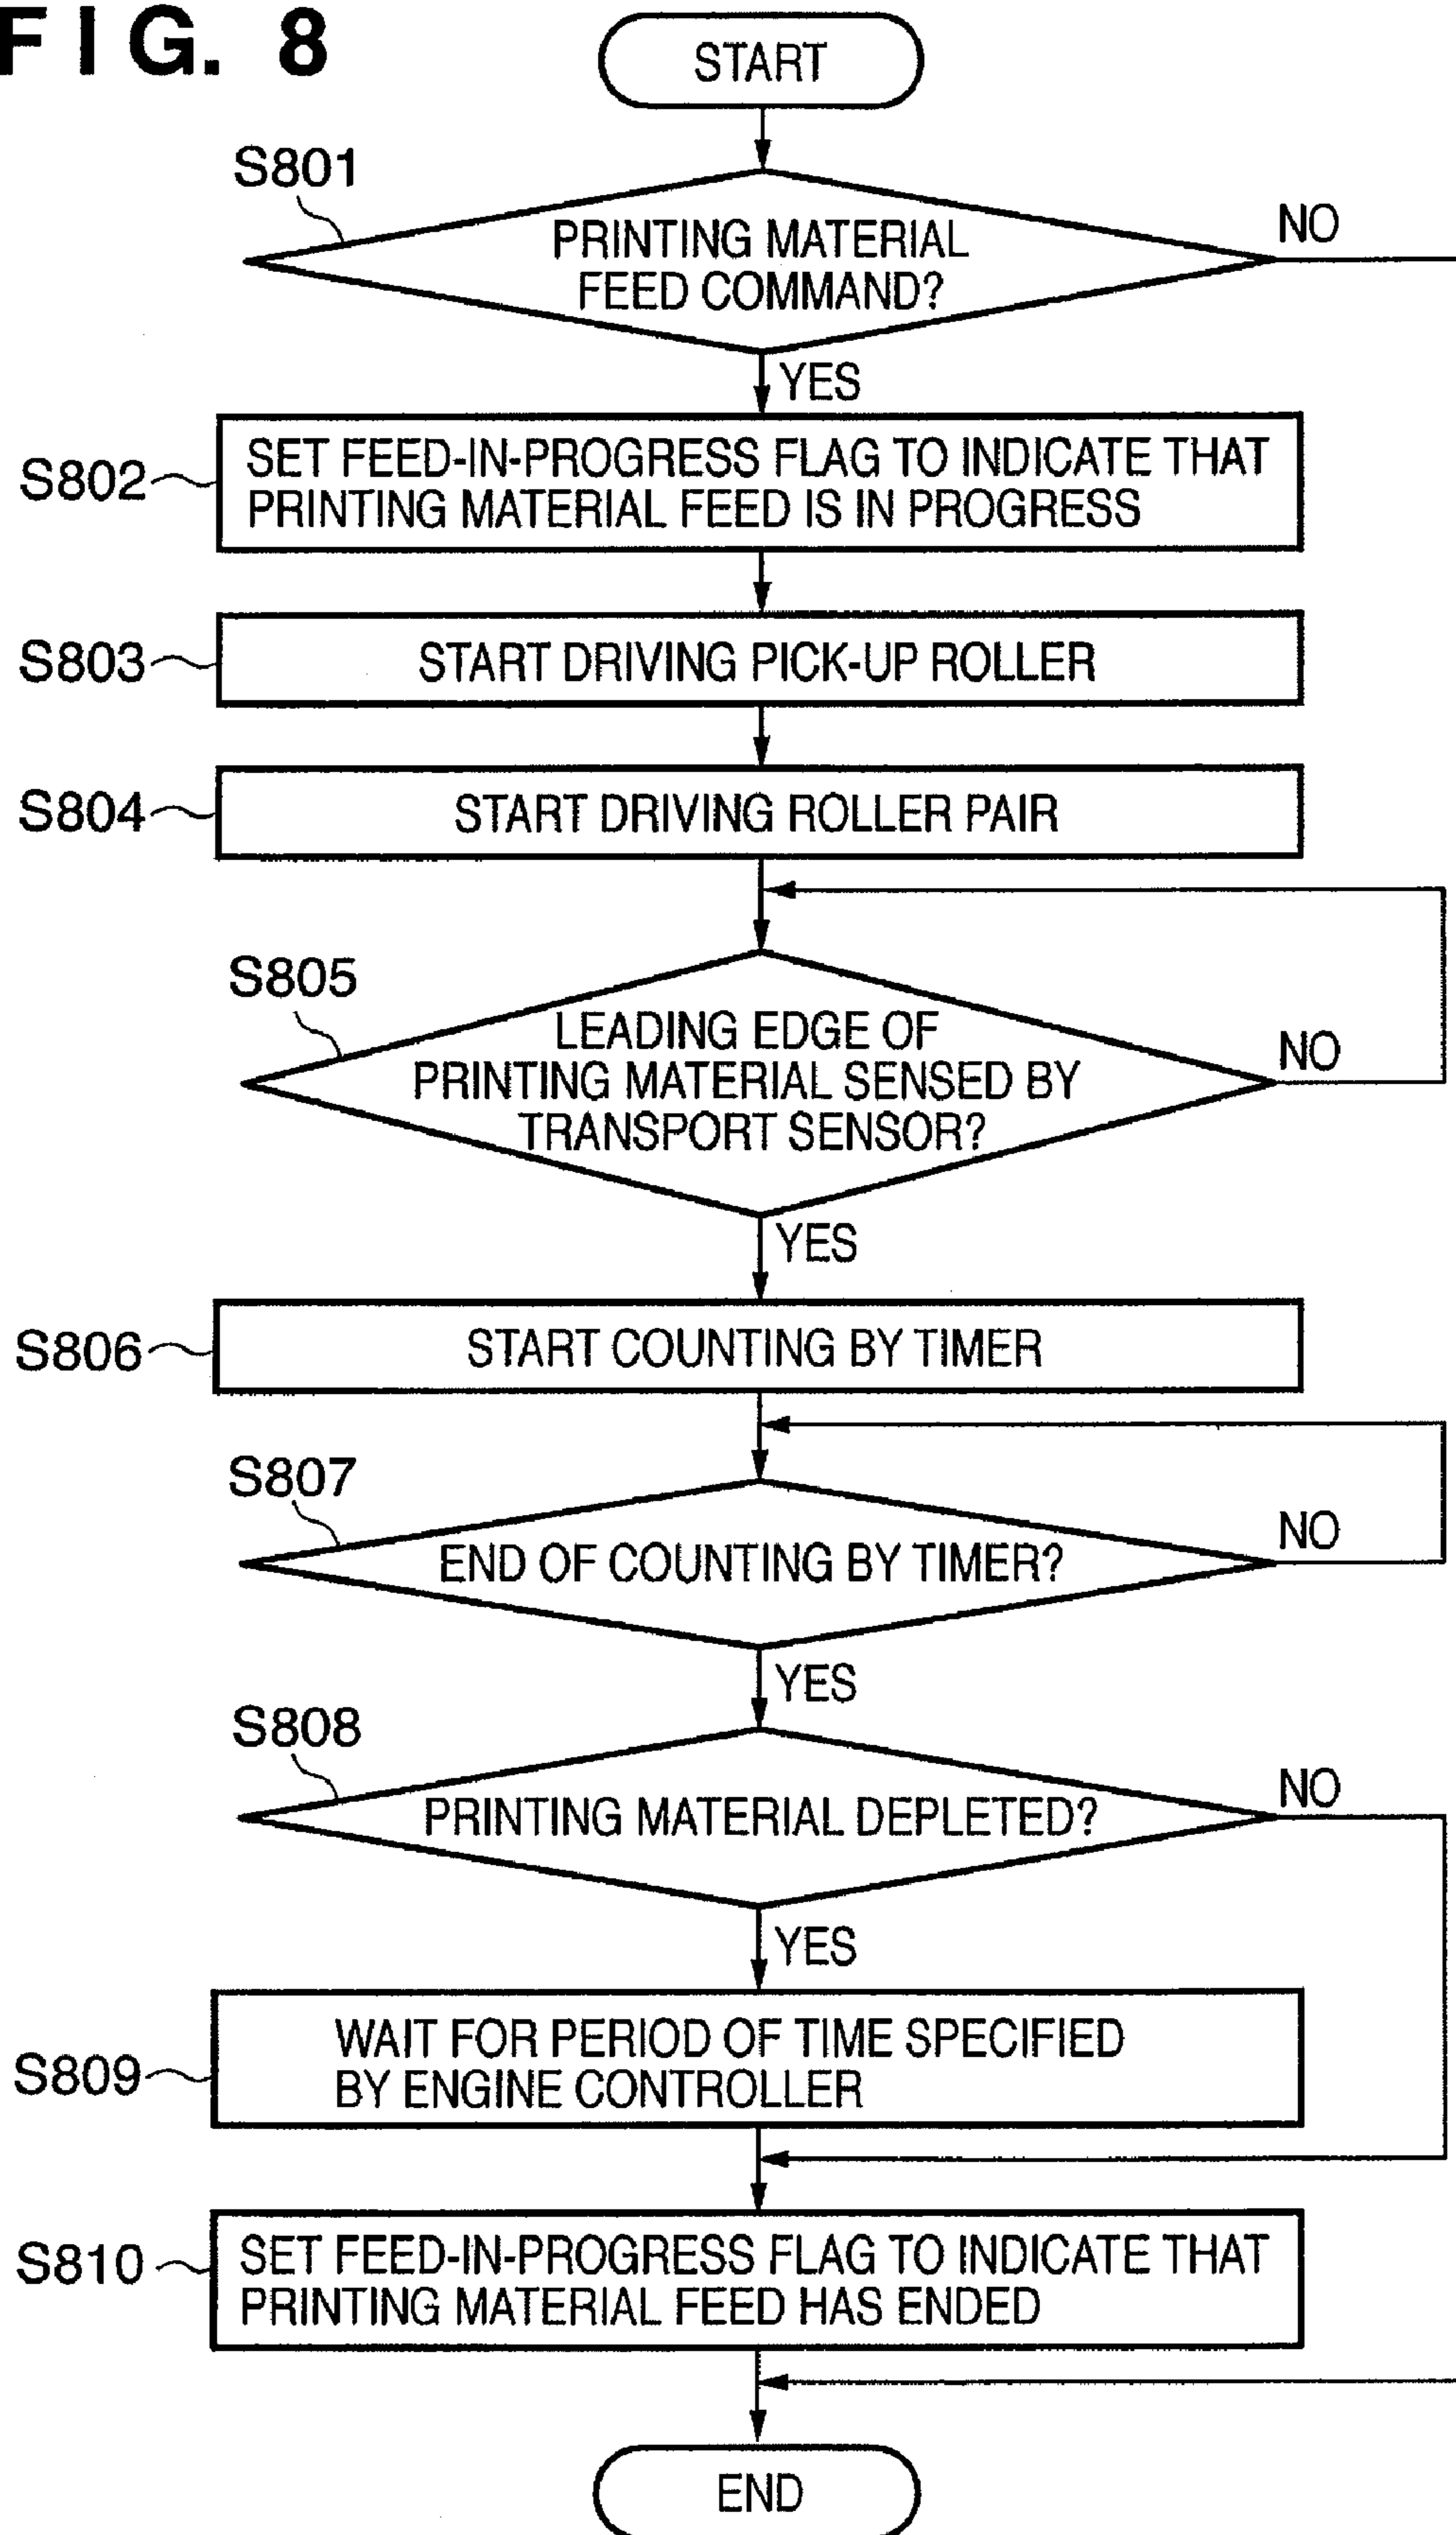 FIG. 8
START
S801
PRINTING MATERIAL
FEED COMMAND?
NO
YES
S802
SET FEED-IN-PROGRESS FLAG TO INDICATE THAT
PRINTING MATERIAL FEED IS IN PROGRESS
S803
START DRIVING PICK-UP ROLLER
S804
START DRIVING ROLLER PAIR
S805
LEADING EDGE OF
PRINTING MATERIAL SENSED BY
TRANSPORT SENSOR?
NO
YES
S806
START COUNTING BY TIMER
S807
END OF COUNTING BY TIMER?
NO
YES
S808
PRINTING MATERIAL DEPLETED?
NO
YES
S809
WAIT FOR PERIOD OF TIME SPECIFIED
BY ENGINE CONTROLLER
S810
SET FEED-IN-PROGRESS FLAG TO INDICATE THAT
PRINTING MATERIAL FEED HAS ENDED
END